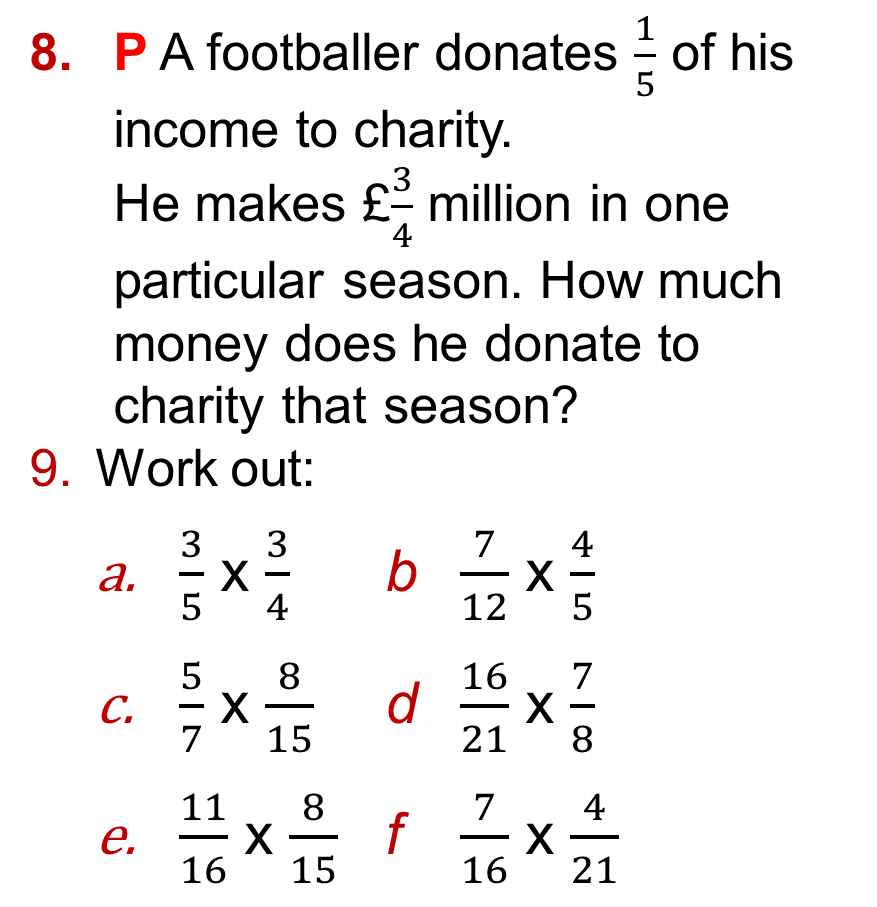 8. P A footballer donates 1/5 of his
income to charity.
He makes £3/4 million in one
particular season. How much
money does he donate to
charity that season?
9. Work out:
a. 3/5 x 3/4 b 7/12 x 4/5
c. 5/7 x 8/15 d 16/21 x 7/8
e. 11/16 x 8/15 f 7/16 x 4/21